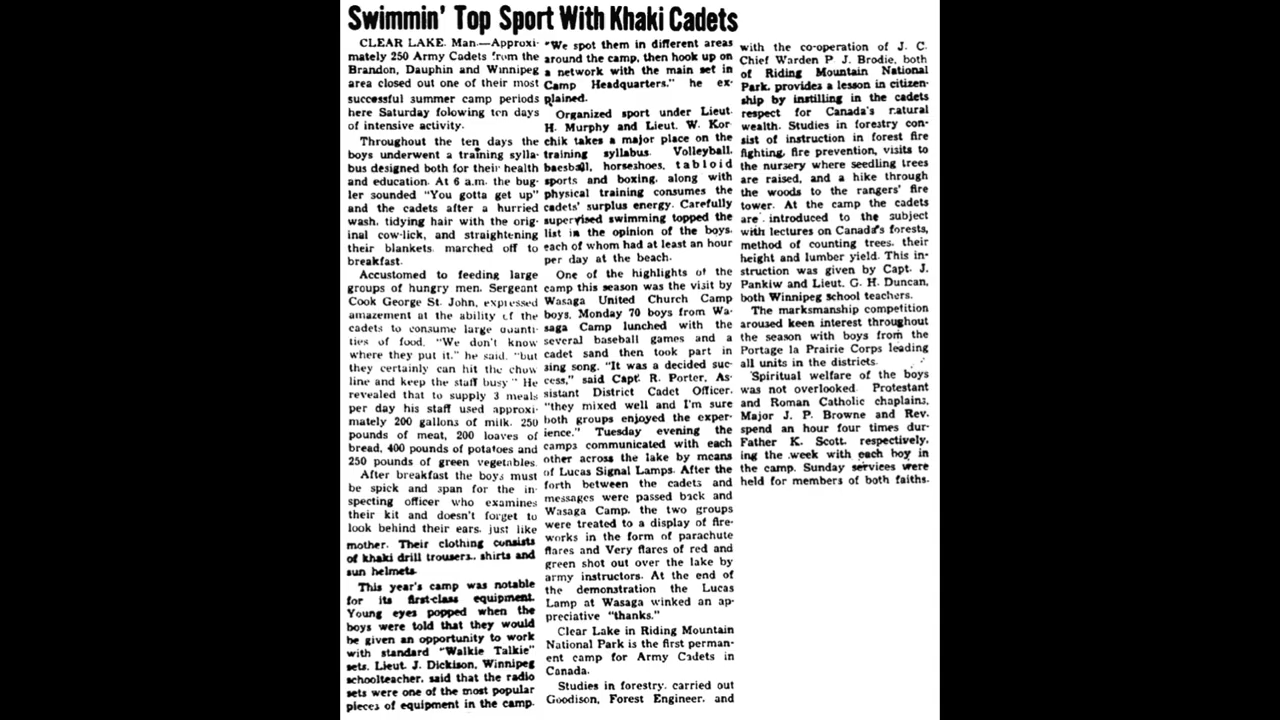 Swimmin' Top Sport With Khaki Cadets
CLEAR LAKE. Man.—Approxi-
mately 250 Army Cadets from the
Brandon, Dauphin and Winnipeg
area closed out one of their most
successful summer camp periods
here Saturday folowing ten days
of intensive activity.
Throughout the ten days the
boys underwent a training sylla-
bus designed both for their health
and education. At 6 a.m. the bug-
ler sounded "You gotta get up"
and the cadets after a hurried
wash, tidying hair with the orig-
inal cow-lick, and straightening
their blankets marched off to
breakfast.
Accustomed to feeding large
groups of hungry men, Sergeant
Cook George St. John, expressed
amazement at the ability of the
cadets to consume large quanti-
ties of food. "We don't know
where they put it," he said, "but
they certainly can hit the chow
line and keep the staff busy" He
revealed that to supply 3 meals
per day his staff used approxi-
mately 200 gallons of milk, 250
pounds of meat, 200 loaves of
bread, 400 pounds of potatoes and
250 pounds of green vegetables.
After breakfast the boys must
be spick and span for the in-
specting officer who examines
their kit and doesn't forget to
look behind their ears, just like
mother. Their clothing consists
of khaki drill trousers, shirts and
sun helmets
This year's camp was notable
for its first-class equipment.
Young eyes popped when the
boys were told that they would
be given an opportunity to work
with standard "Walkie Talkie"
sets. Lieut. J. Dickison, Winnipeg
schoolteacher, said that the radio
sets were one of the most popular
pieces of equipment in the camp.
"We spot them in different areas
around the camp, then hook up on
a network with the main set in
Camp Headquarters," he ex-
plained.
Organized sport under Lieut.
H. Murphy and Lieut. W. Kor-
chik takes a major place on the
training syllabus. Volleyball,
baesball, horseshoes, tabloid
sports and boxing, along with
physical training consumes the
cadets' surplus energy. Carefully
supervised swimming topped the
list in the opinion of the boys,
each of whom had at least an hour
per day at the beach.
One of the highlights of the
camp this season was the visit by
Wasaga United Church Camp
boys. Monday 70 boys from Wa-
saga Camp lunched with the
several baseball games and a
cadet sand then took part in
sing song. "It was a decided suc-
cess," said Capt. R. Porter, As-
sistant District Cadet Officer,
"they mixed well and I'm sure
both groups enjoyed the exper-
ience." Tuesday evening the
camps communicated with each
other across the lake by means
of Lucas Signal Lamps. After the
forth between the cadets and
messages were passed back and
Wasaga Camp, the two groups
were treated to a display of fire-
works in the form of parachute
flares and Very flares of red and
green shot out over the lake by
army instructors. At the end of
the demonstration the Lucas
Lamp at Wasaga winked an ap-
preciative "thanks."
Clear Lake in Riding Mountain
National Park is the first perman-
ent camp for Army Cadets in
Canada.
Studies in forestry, carried out
Goodison, Forest Engineer, and
with the co-operation of J. C.
Chief Warden P. J. Brodie, both
of Riding Mountain National
Park, provides a lesson in citizen-
ship by instilling in the cadets
respect for Canada's natural
wealth. Studies in forestry con-
sist of instruction in forest fire
fighting, fire prevention, visits to
the nursery where seedling trees
are raised, and a hike through
the woods to the rangers' fire
tower. At the camp the cadets
are introduced to the subject
with lectures on Canada's forests,
method of counting trees, their
height and lumber yield. This in-
struction was given by Capt. J.
Pankiw and Lieut. G. H. Duncan,
both Winnipeg school teachers.
The marksmanship competition
aroused keen interest throughout
the season with boys from the
Portage la Prairie Corps leading
all units in the districts.
Spiritual welfare of the boys
was not overlooked. Protestant
and Roman Catholic chaplains,
Major J. P. Browne and Rev.
spend an hour four times dur-
Father K. Scott, respectively,
ing the week with each boy in
the camp. Sunday services were
held for members of both faiths.